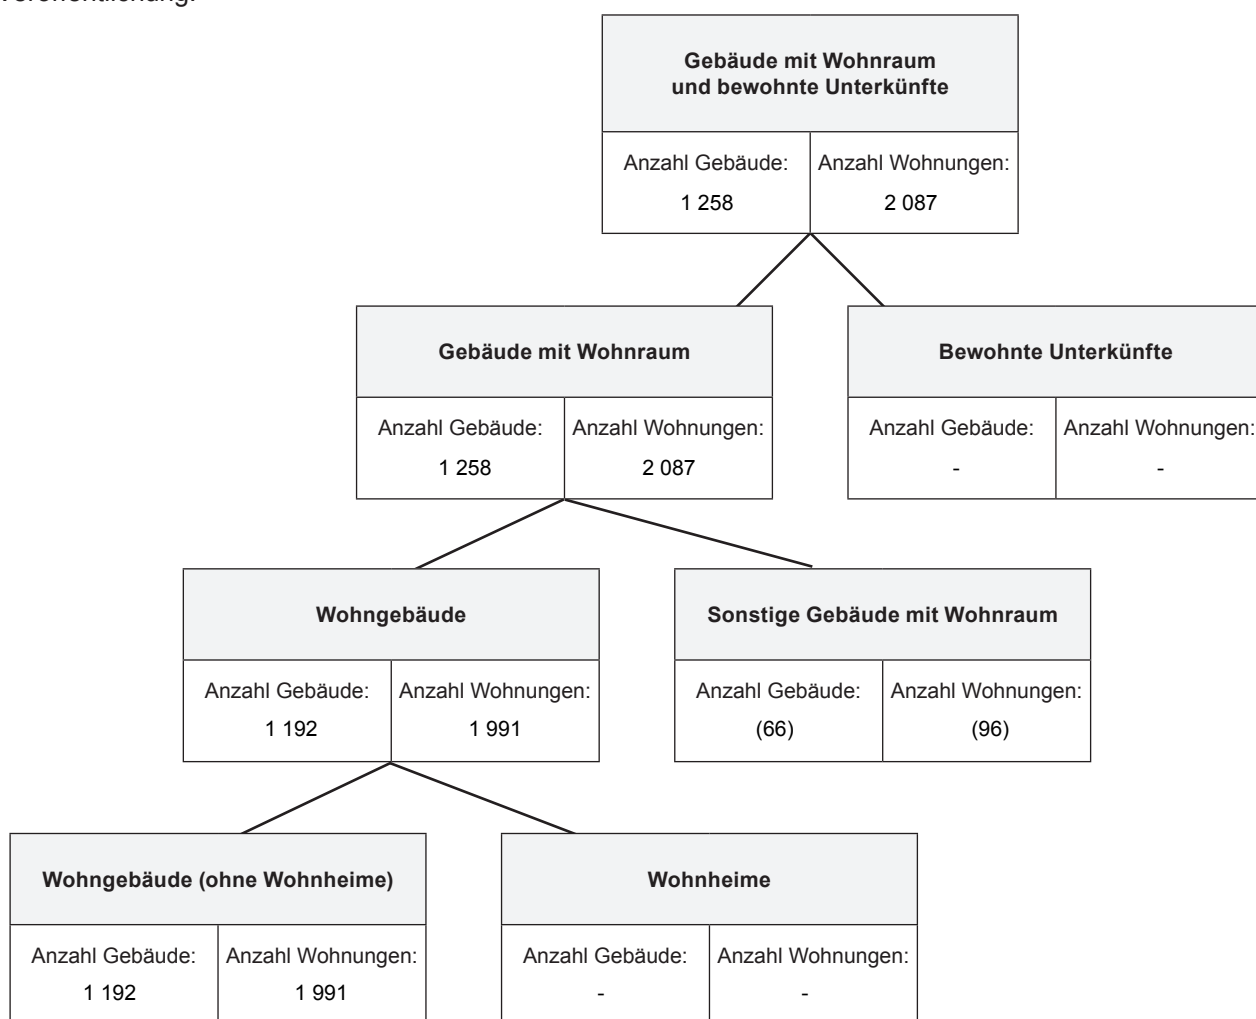 Veröffentlichung.
Gebäude mit Wohnraum
und bewohnte Unterkünfte
Anzahl Gebäude: Anzahl Wohnungen:
1 258 2 087
Gebäude mit Wohnraum Bewohnte Unterkünfte
Anzahl Gebäude: Anzahl Wohnungen: Anzahl Gebäude: Anzahl Wohnungen:
1 258 2 087 - -
Wohngebäude Sonstige Gebäude mit Wohnraum
Anzahl Gebäude: Anzahl Wohnungen: Anzahl Gebäude: Anzahl Wohnungen:
1 192 1 991 (66) (96)
Wohngebäude (ohne Wohnheime) Wohnheime
Anzahl Gebäude: Anzahl Wohnungen: Anzahl Gebäude: Anzahl Wohnungen:
1 192 1 991 - -